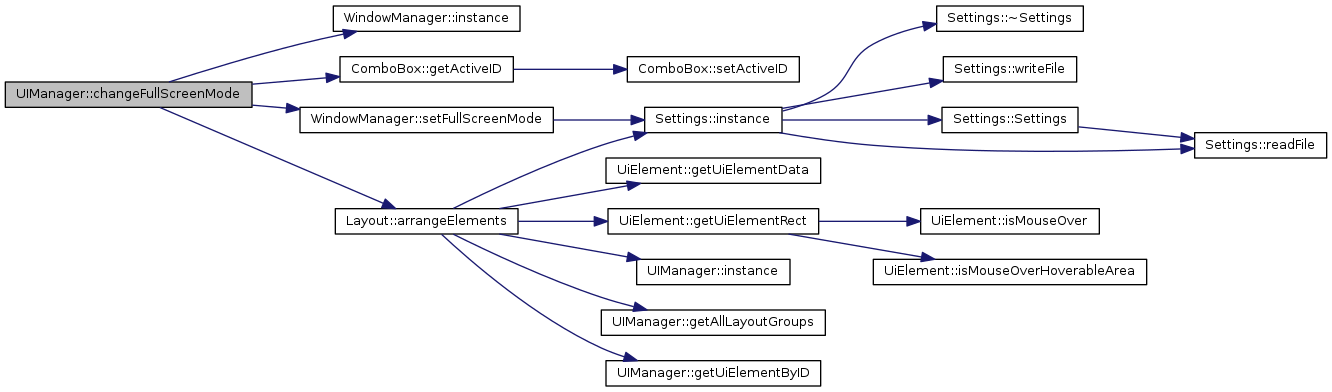 WindowManager::instance
Settings::~Settings
ComboBox::getActiveID
ComboBox::setActiveID
Settings::writeFile
UIManager::changeFullScreenMode
WindowManager::setFullScreenMode
Settings::instance
Settings::Settings
Settings::readFile
UiElement::getUiElementData
Layout::arrangeElements
UiElement::getUiElementRect
UiElement::isMouseOver
UIManager::instance
UiElement::isMouseOverHoverableArea
UIManager::getAllLayoutGroups
UIManager::getUiElementByID